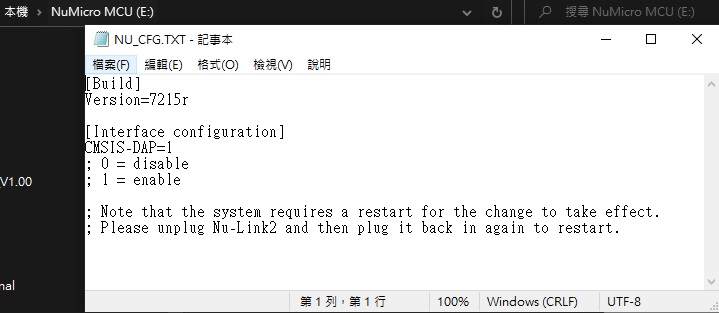 本機 > NuMicro MCU (E:)
搜尋 NuMicro MCU (E:)
NU_CFG.TXT - 記事本
檔案(F) 編輯(E) 格式(O) 檢視(V) 說明
[Build]
Version=7215r
[Interface configuration]
CMSIS-DAP=1
; 0 = disable
; 1 = enable
; Note that the system requires a restart for the change to take effect.
; Please unplug Nu-Link2 and then plug it back in again to restart.
_V1.00
nal
第 1 列，第 1 行 100% Windows (CRLF) UTF-8